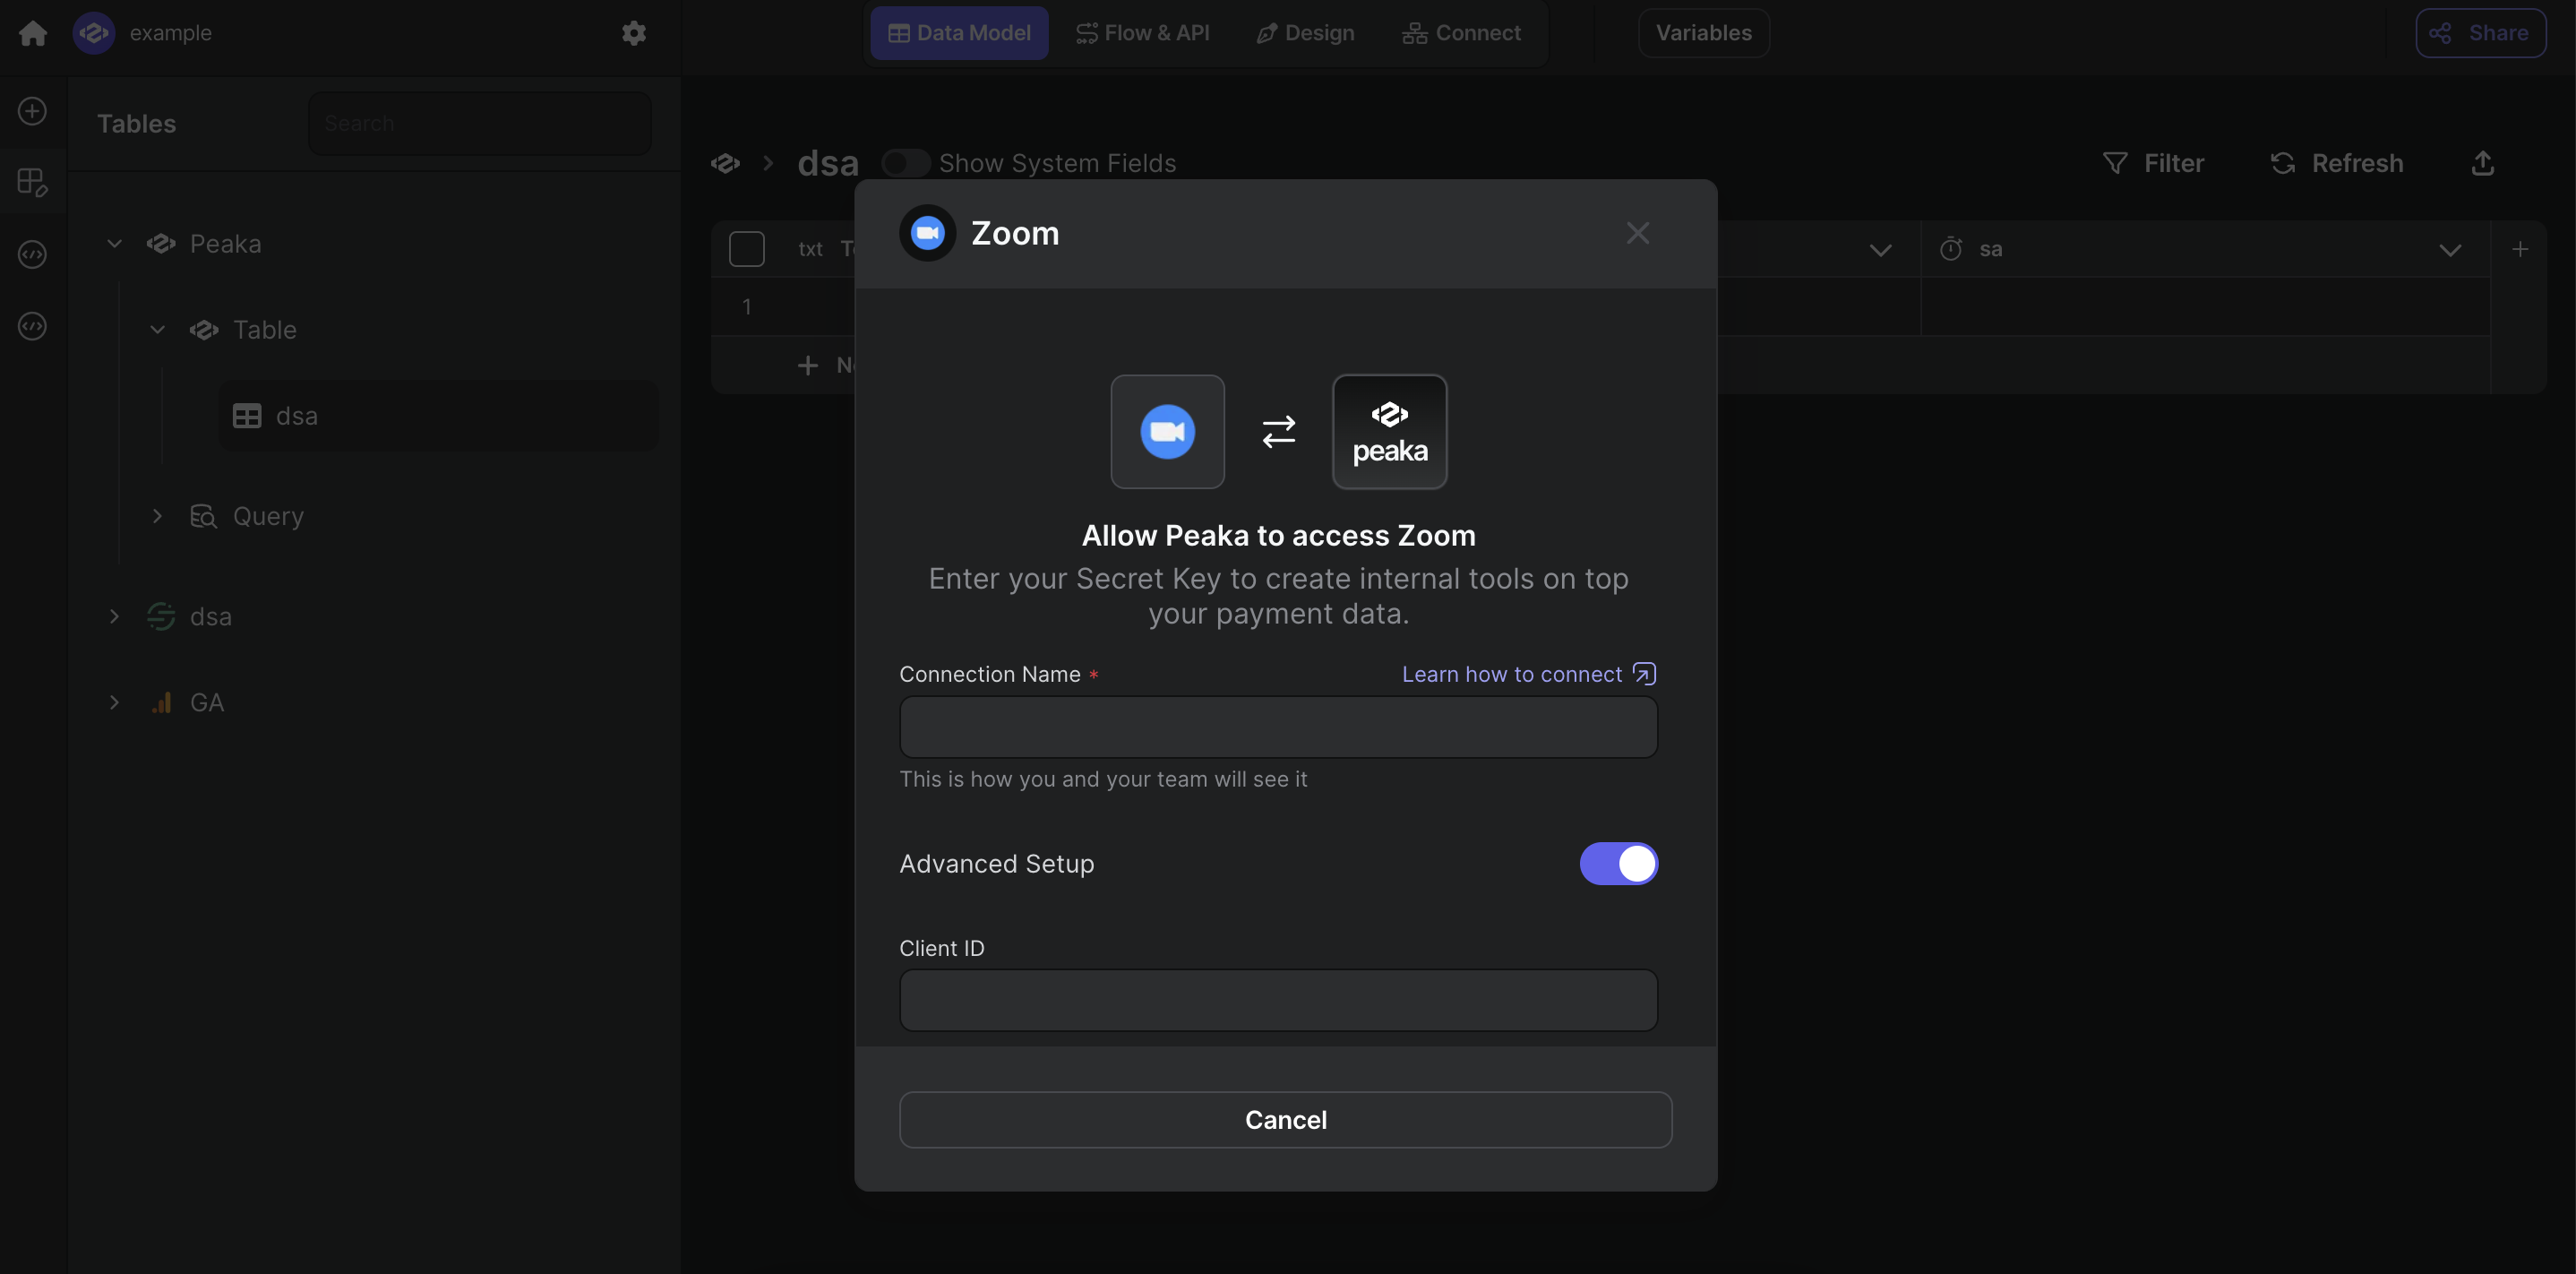 example
Data Model
Flow & API
Design
Connect
Variables
Share
Tables
Search
dsa
Show System Fields
Filter
Refresh
Peaka
Table
dsa
Query
dsa
GA
txt
sa
1
Zoom
peaka
Allow Peaka to access Zoom
Enter your Secret Key to create internal tools on top
your payment data.
Connection Name *
Learn how to connect
This is how you and your team will see it
Advanced Setup
Client ID
Cancel